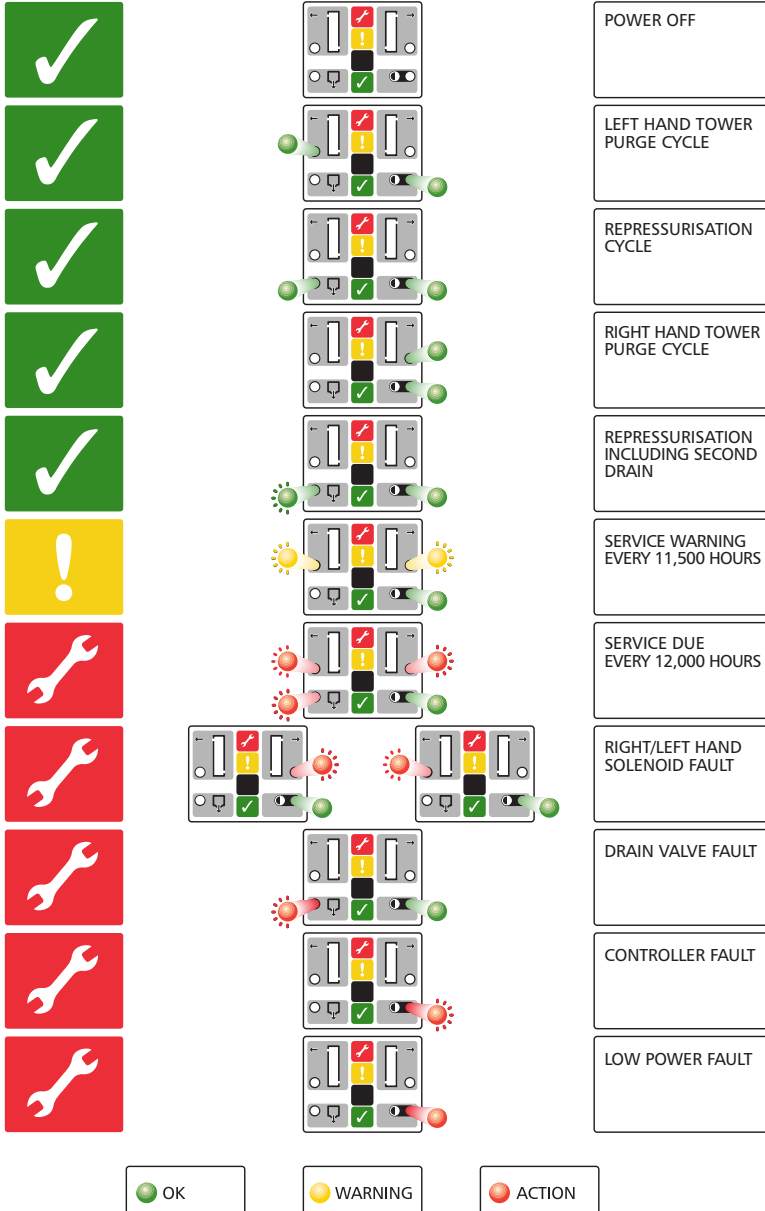 POWER OFF
LEFT HAND TOWER
PURGE CYCLE
REPRESSURISATION
CYCLE
RIGHT HAND TOWER
PURGE CYCLE
REPRESSURISATION
INCLUDING SECOND
DRAIN
SERVICE WARNING
EVERY 11,500 HOURS
SERVICE DUE
EVERY 12,000 HOURS
RIGHT/LEFT HAND
SOLENOID FAULT
DRAIN VALVE FAULT
CONTROLLER FAULT
LOW POWER FAULT
OK
WARNING
ACTION